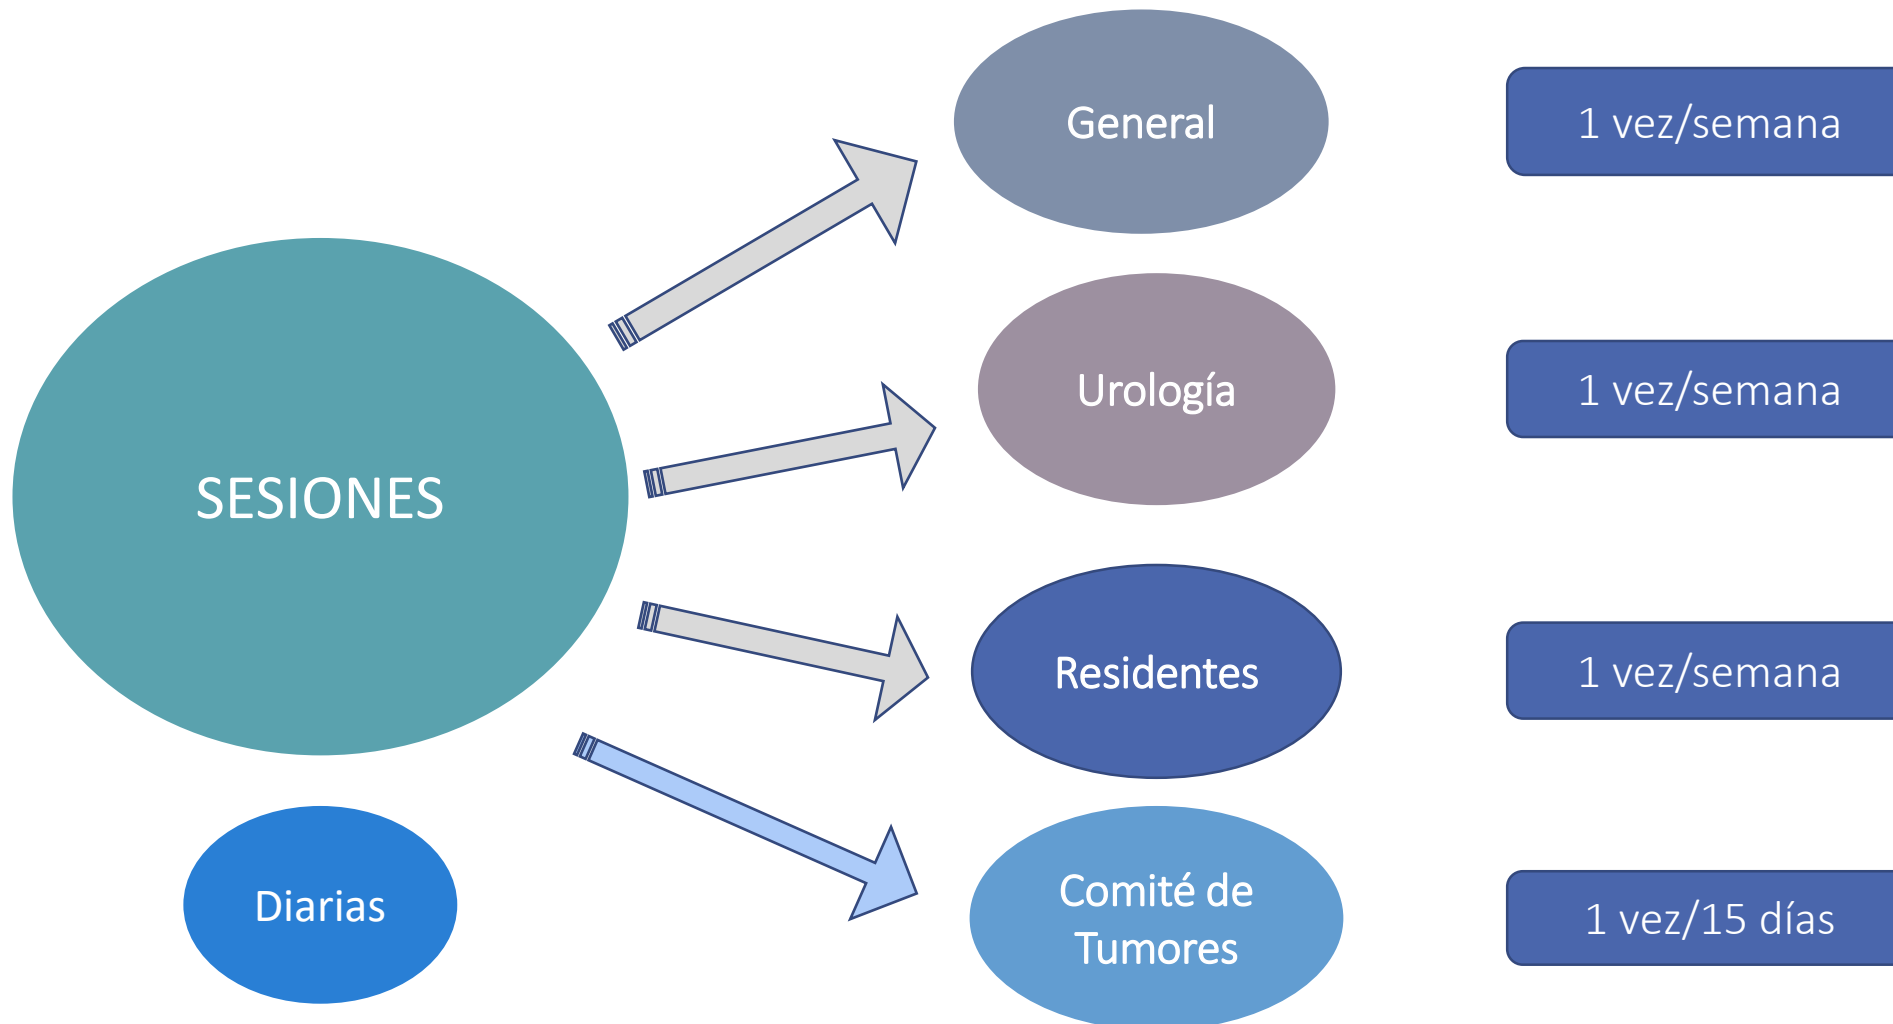 General
1 vez/semana
Urología
1 vez/semana
SESIONES
Residentes
1 vez/semana
Diarias
Comité de
Tumores
1 vez/15 días